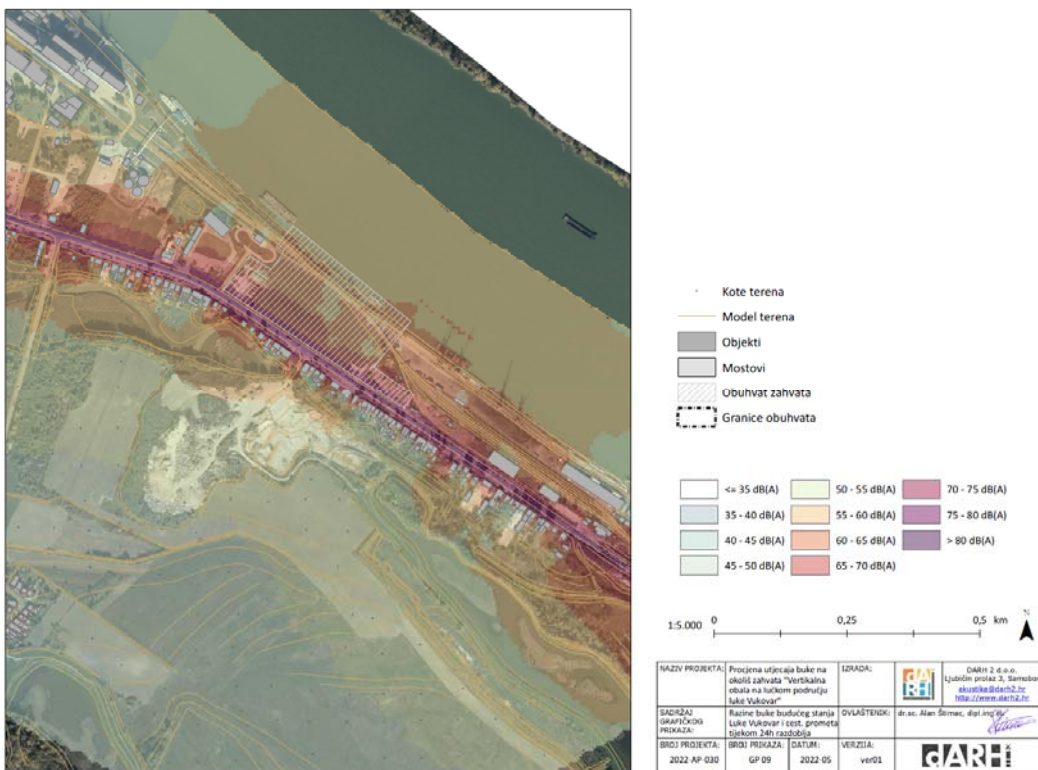 Kote terena
Model terena
Objekti
Mostovi
Obuhvat zahvata
Granice obuhvata
<= 35 dB(A)
35 - 40 dB(A)
40 - 45 dB(A)
45 - 50 dB(A)
50 - 55 dB(A)
55 - 60 dB(A)
60 - 65 dB(A)
65 - 70 dB(A)
70 - 75 dB(A)
75 - 80 dB(A)
> 80 dB(A)
1:5.000 0 0,25 0,5 km
N
NAZIV PROJEKTA:
Procjena utjecaja buke na
okoliš zahvata "Vertikalna
obala na lučkom području
luke Vukovar"
IZRADA:
dA
RH
DARH 2 d.o.o.
Ljubičin prolaz 3, Samobor
akustika@darh2.hr
http://www.darh2.hr
SADRŽAJ
GRAFIČKOG
PRIKAZA:
Razine buke budućeg stanja
Luke Vukovar i cest. prometa
tijekom 24h razdoblja
OVLAŠTENIK:
dr.sc. Alan Štimac, dipl.ing
BROJ PROJEKTA:
2022-AP-030
BROJ PRIKAZA:
GP 09
DATUM:
2022-05
VERZIJA:
ver01
dARH